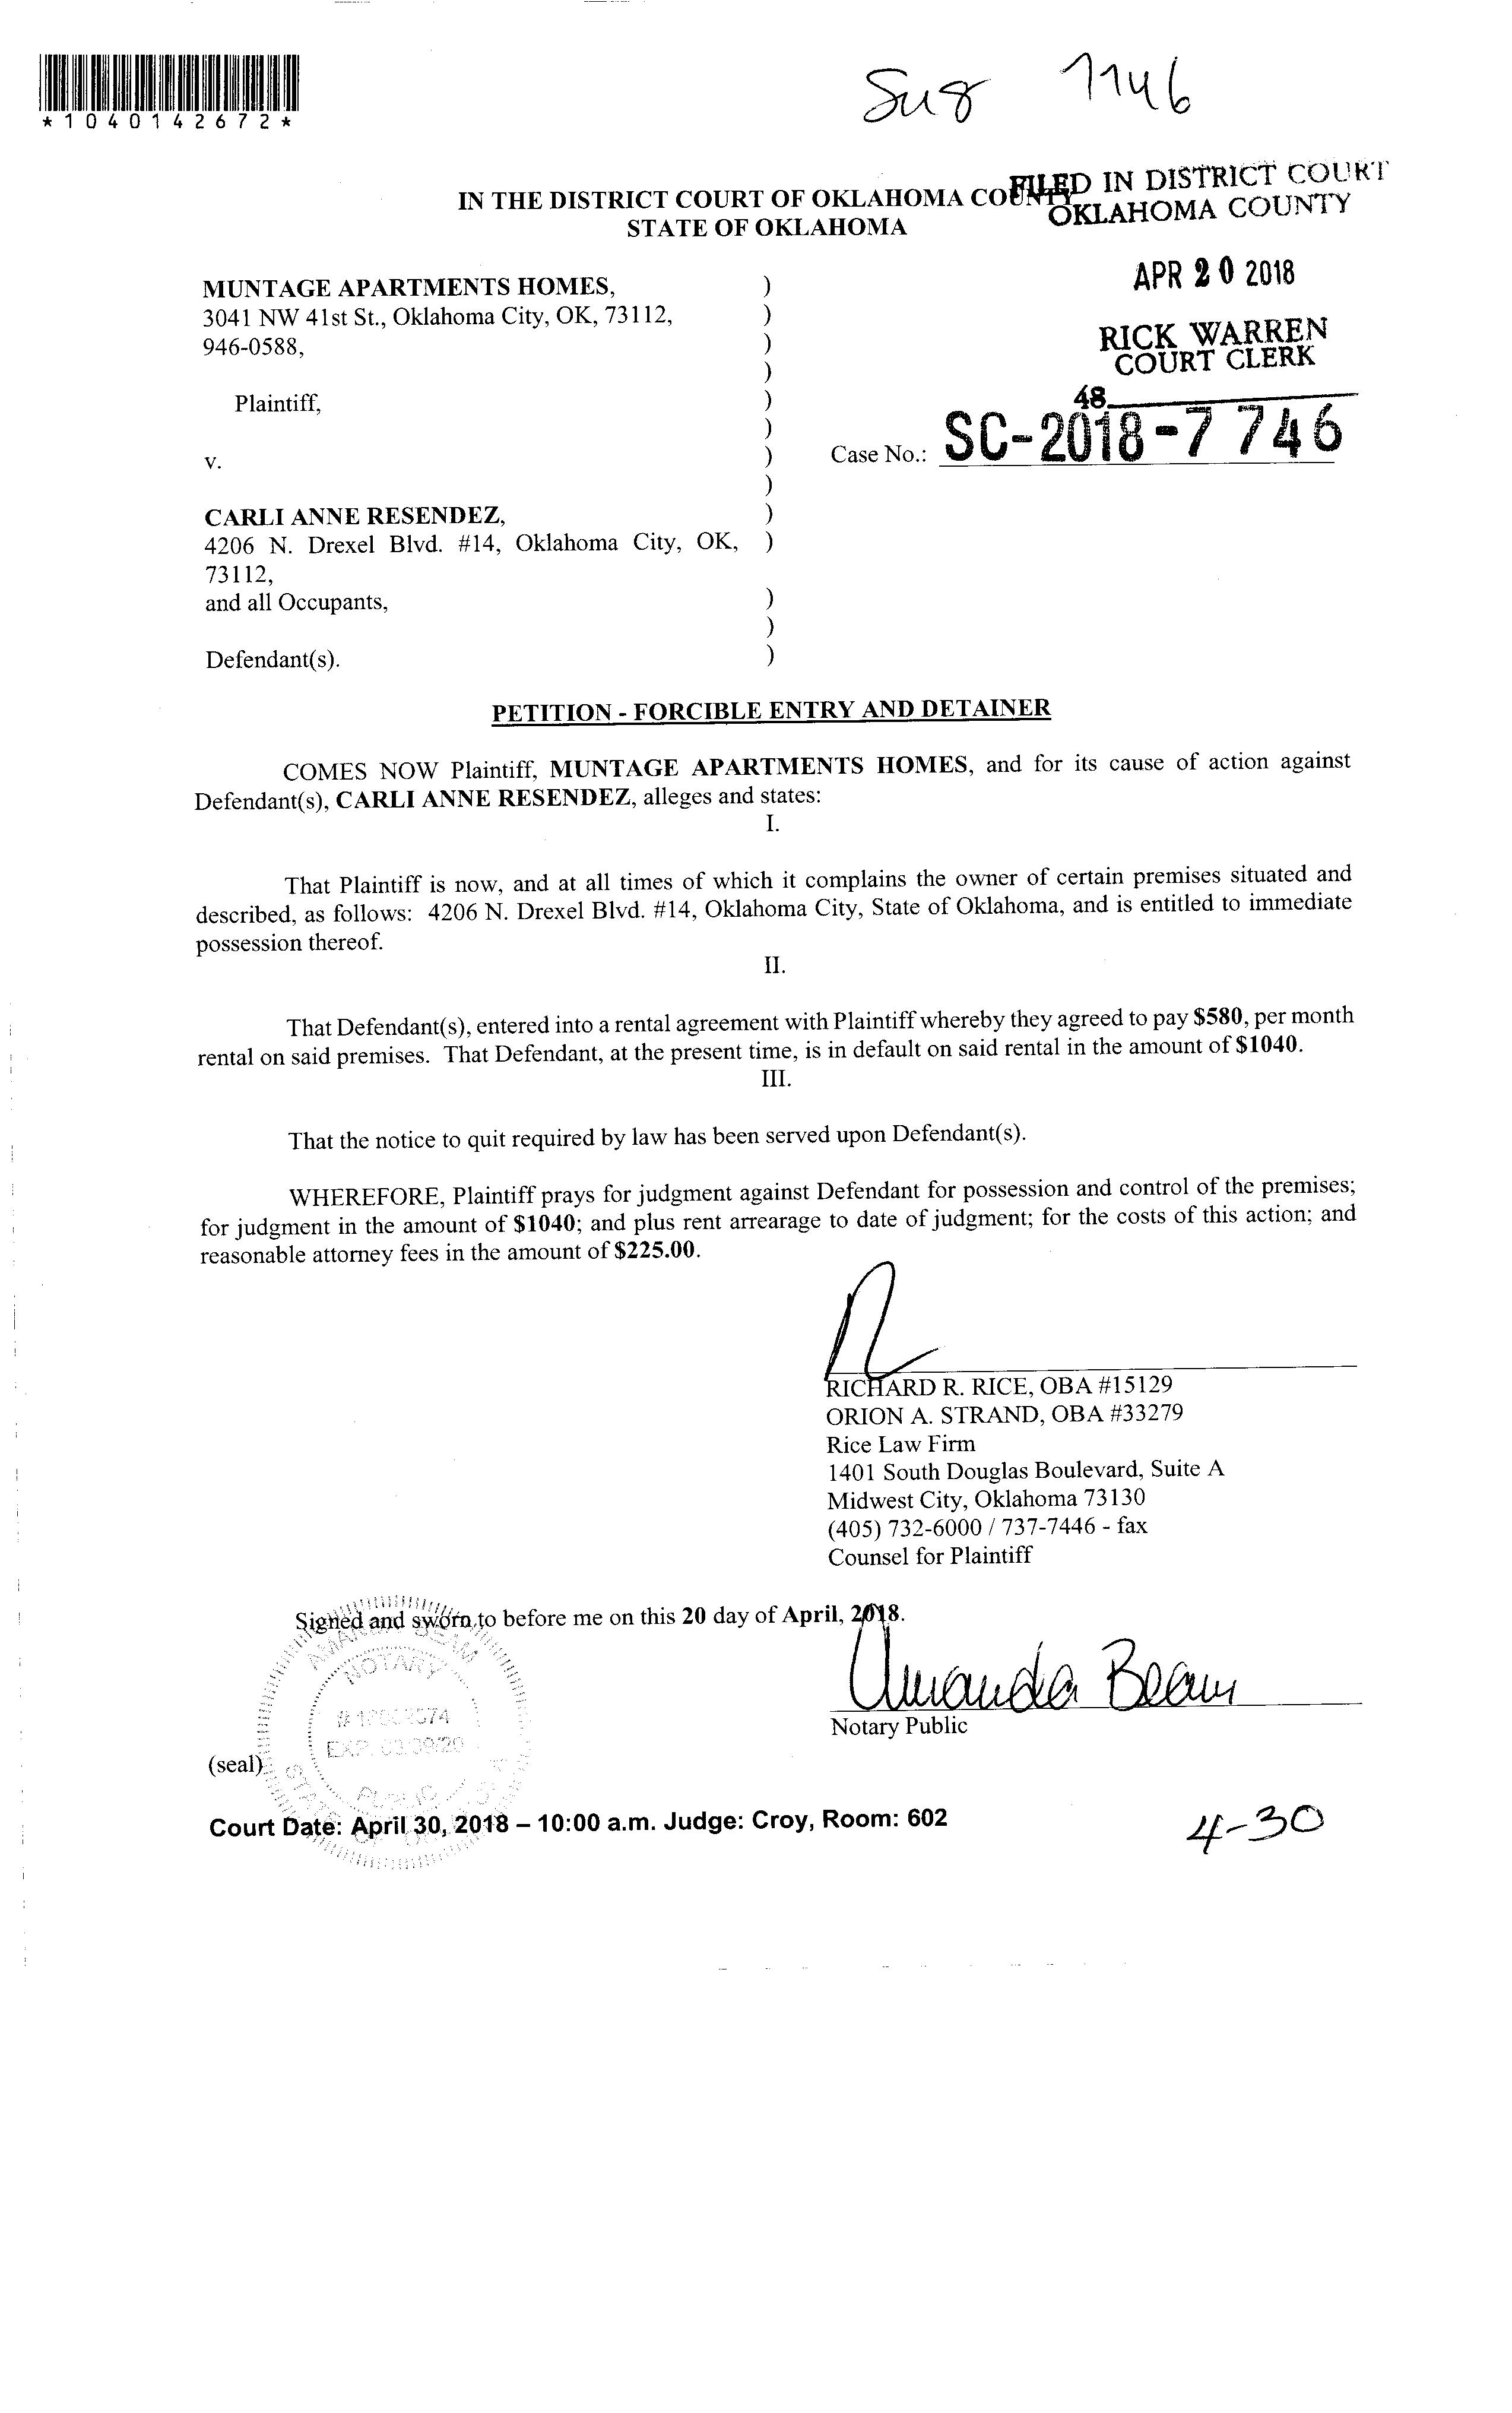 *1040142672*
7746
IN THE DISTRICT COURT OF OKLAHOMA COUNTY
STATE OF OKLAHOMA
FILED IN DISTRICT COURT
OKLAHOMA COUNTY
APR 20 2018
RICK WARREN
COURT CLERK
48
MUNTAGE APARTMENTS HOMES, )
3041 NW 41st St., Oklahoma City, OK, 73112, )
946-0588, )
)
Plaintiff, )
)
v. )
Case No.: SC-2018-7746
)
CARLI ANNE RESENDEZ, )
4206 N. Drexel Blvd. #14, Oklahoma City, OK, )
73112,
and all Occupants, )
)
Defendant(s). )
PETITION - FORCIBLE ENTRY AND DETAINER
COMES NOW Plaintiff, MUNTAGE APARTMENTS HOMES, and for its cause of action against
Defendant(s), CARLI ANNE RESENDEZ, alleges and states:
I.
That Plaintiff is now, and at all times of which it complains the owner of certain premises situated and
described, as follows: 4206 N. Drexel Blvd. #14, Oklahoma City, State of Oklahoma, and is entitled to immediate
possession thereof.
II.
That Defendant(s), entered into a rental agreement with Plaintiff whereby they agreed to pay $580, per month
rental on said premises. That Defendant, at the present time, is in default on said rental in the amount of $1040.
III.
That the notice to quit required by law has been served upon Defendant(s).
WHEREFORE, Plaintiff prays for judgment against Defendant for possession and control of the premises;
for judgment in the amount of $1040; and plus rent arrearage to date of judgment; for the costs of this action; and
reasonable attorney fees in the amount of $225.00.
RICHARD R. RICE, OBA #15129
ORION A. STRAND, OBA #33279
Rice Law Firm
1401 South Douglas Boulevard, Suite A
Midwest City, Oklahoma 73130
(405) 732-6000 / 737-7446 - fax
Counsel for Plaintiff
Signed and sworn to before me on this 20 day of April, 2018.
Amanda Beam
Notary Public
NOTARY
PUBLIC
(seal)
Court Date: April 30, 2018 – 10:00 a.m. Judge: Croy, Room: 602
4-30